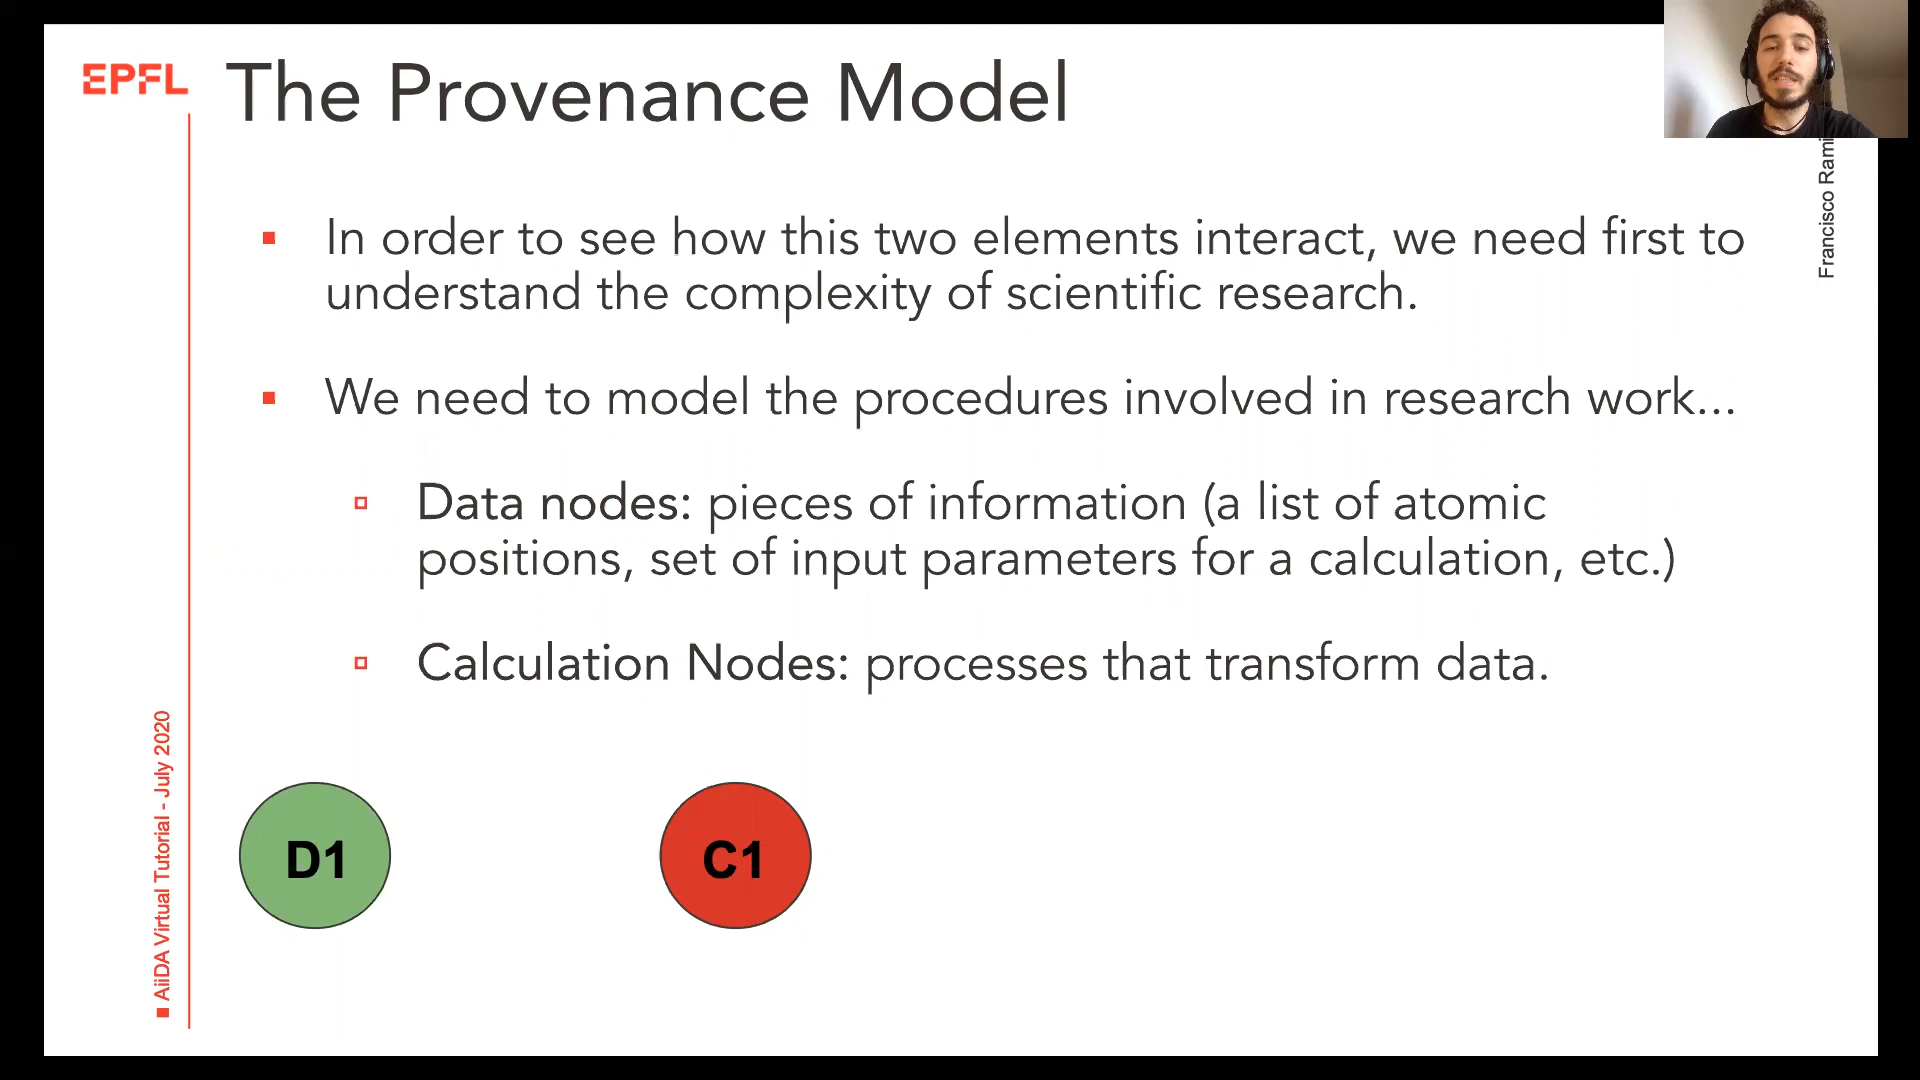 EPFL
The Provenance Model
In order to see how this two elements interact, we need first to
understand the complexity of scientific research.
We need to model the procedures involved in research work...
Data nodes: pieces of information (a list of atomic
positions, set of input parameters for a calculation, etc.)
Calculation Nodes: processes that transform data.
D1
C1
AiiDA Virtual Tutorial - July 2020
Francisco